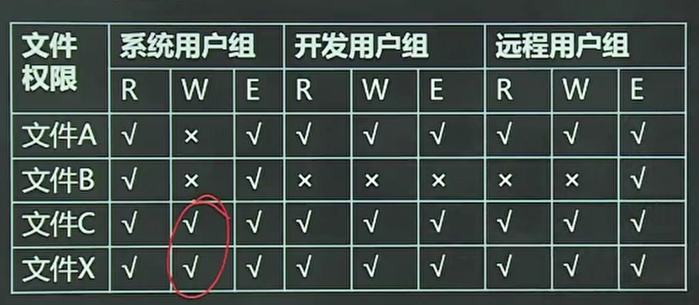 文件权限 系统用户组 开发用户组 远程用户组
R W E R W E R W E
文件A √ × √ √ √ √ √ √ √
文件B √ × √ × × × × × √
文件C √ √ √ √ √ √ √ √ √
文件X √ √ √ √ √ √ √ √ √